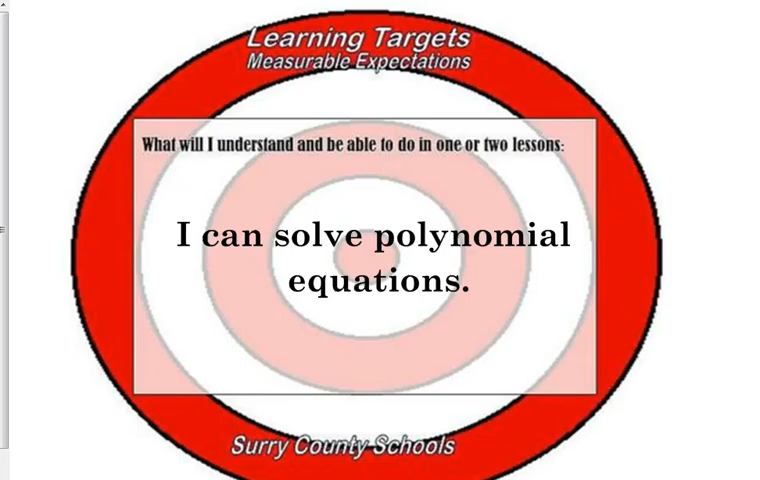 Learning Targets
Measurable Expectations
What will I understand and be able to do in one or two lessons:
I can solve polynomial
equations.
Surry County Schools